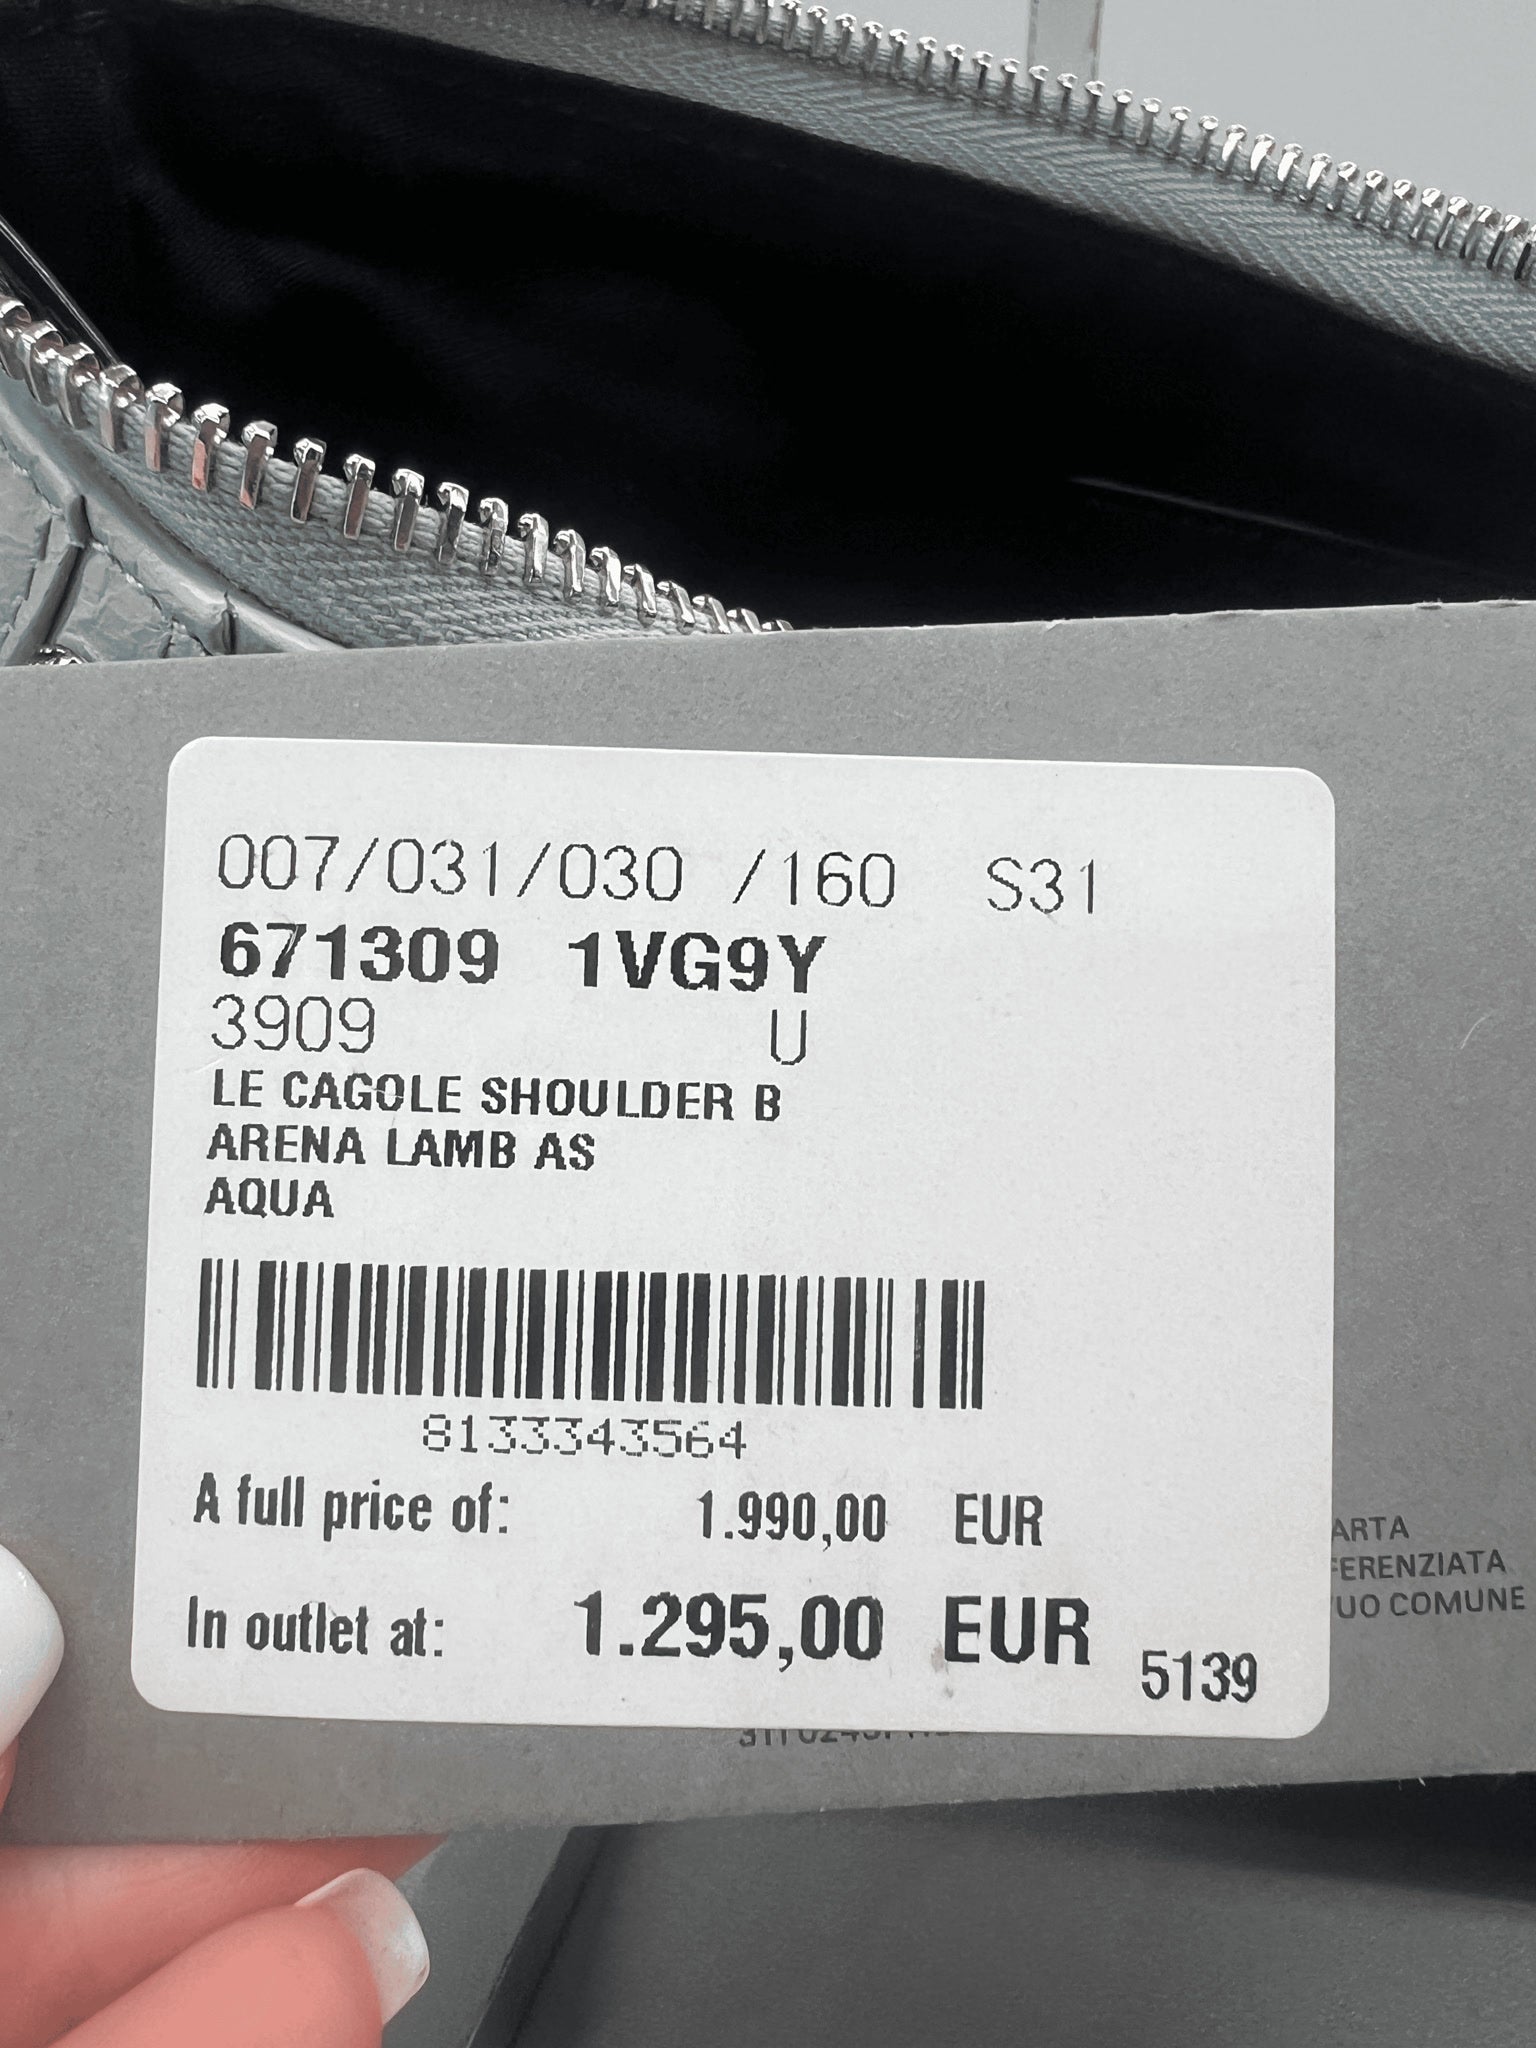 007/031/030 /160 S31
671309 1VG9Y
3909 U
LE CAGOLE SHOULDER B
ARENA LAMB AS
AQUA
8133343564
A full price of: 1.990,00 EUR
In outlet at: 1.295,00 EUR 5139
ARTA
FERENZIATA
UO COMUNE